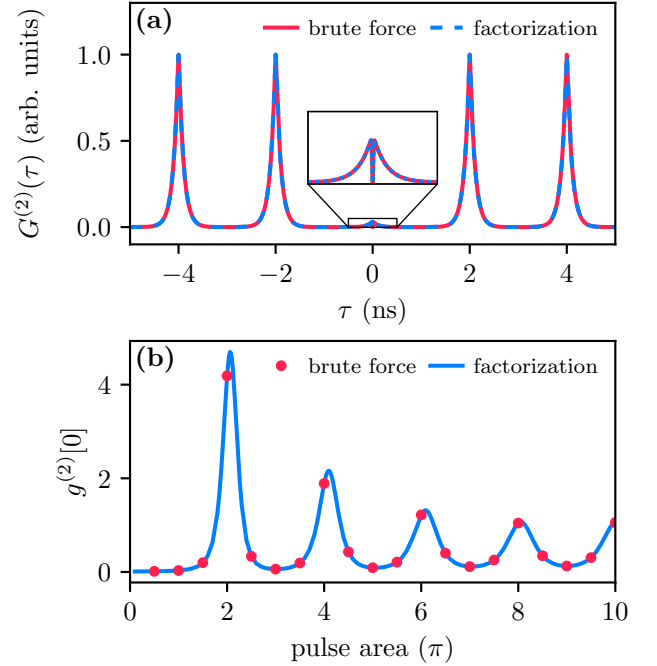 (a) brute force factorization
1.0
0.5
0.0
G⁽²⁾(τ) (arb. units)
−4 −2 0 2 4
τ (ns)
(b) brute force factorization
4
2
0
g⁽²⁾[0]
0 2 4 6 8 10
pulse area (π)